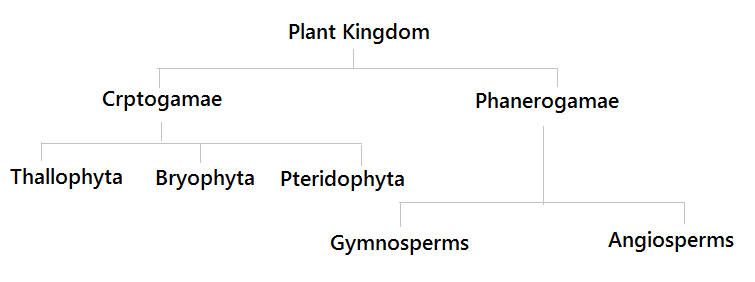 Plant Kingdom
Crptogamae
Phanerogamae
Thallophyta
Bryophyta
Pteridophyta
Gymnosperms
Angiosperms